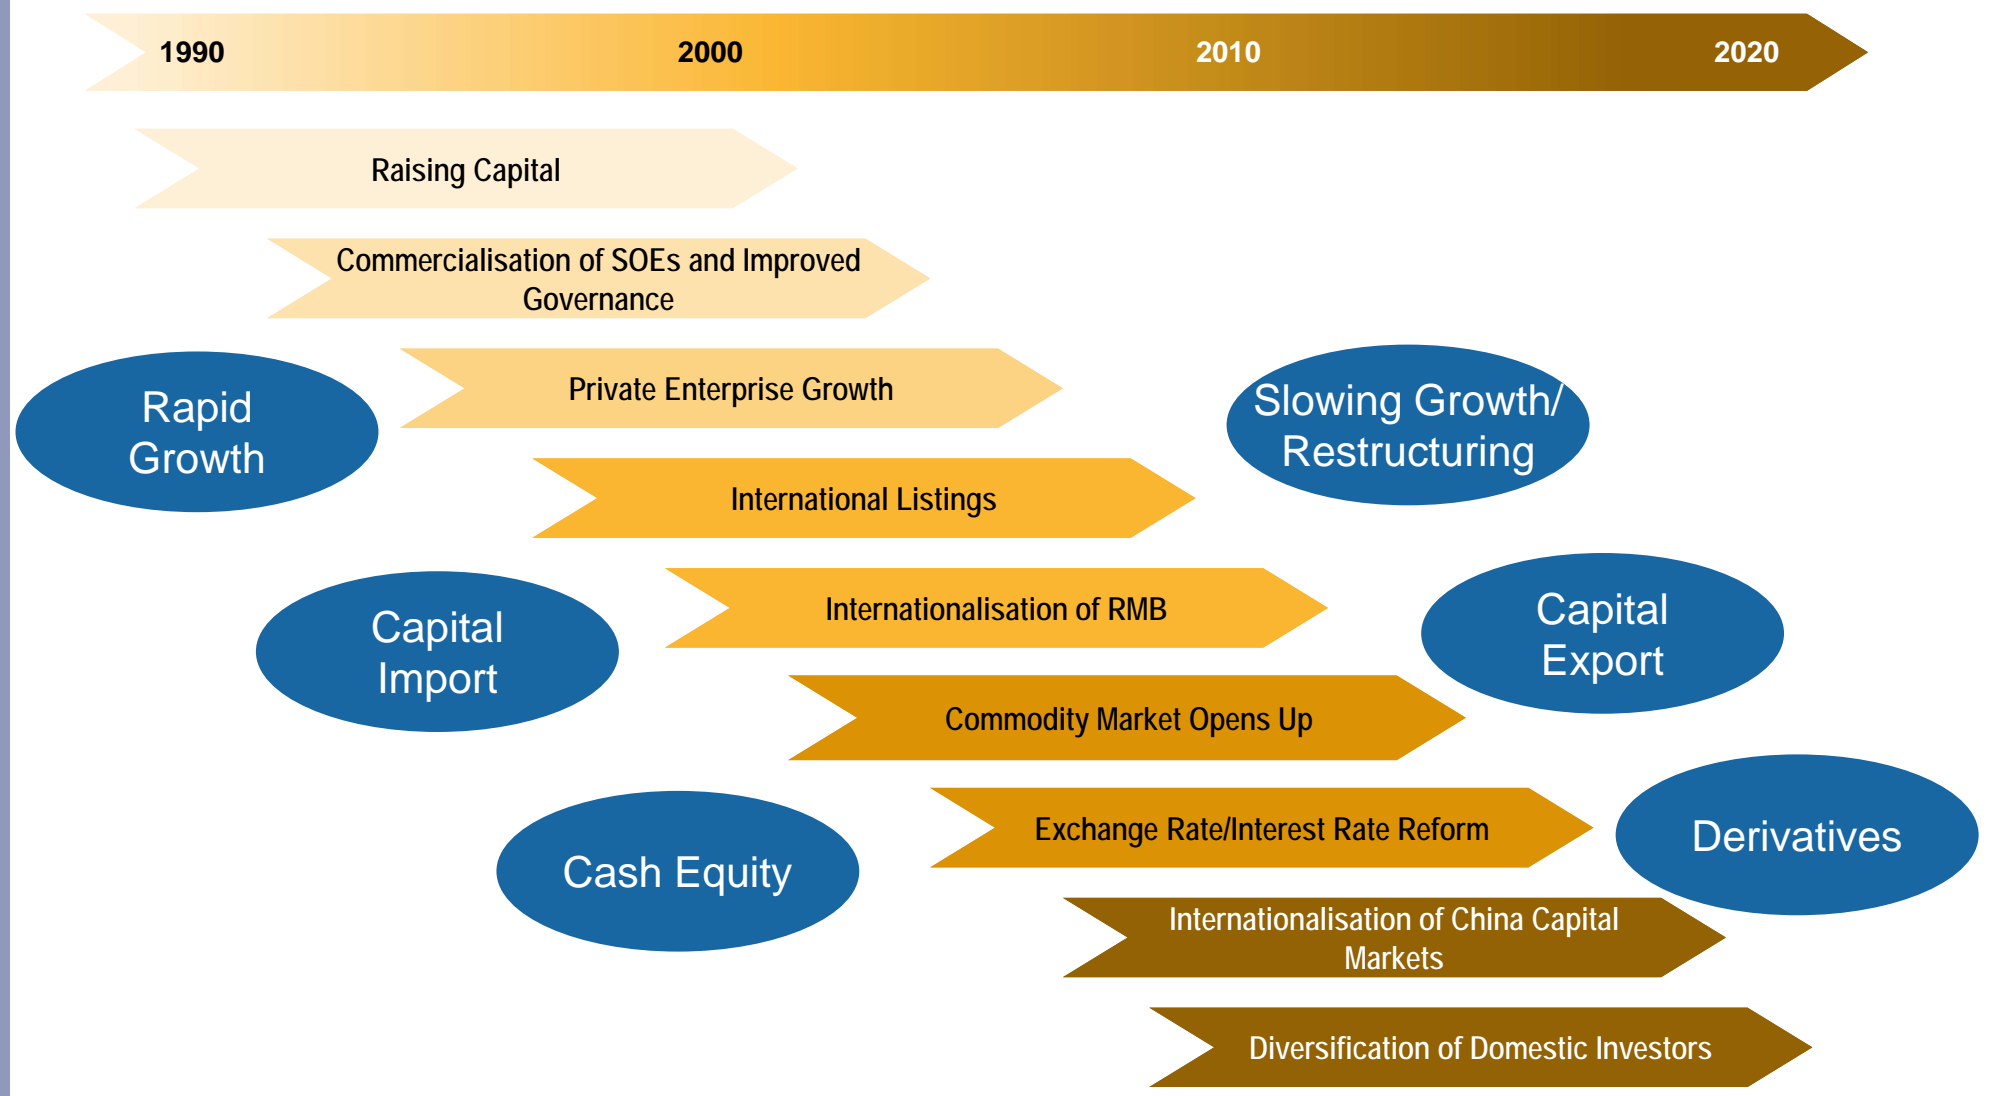 1990 2000 2010 2020
Raising Capital
Commercialisation of SOEs and Improved
Governance
Private Enterprise Growth
Rapid
Growth
Slowing Growth/
Restructuring
International Listings
Internationalisation of RMB
Capital
Import
Capital
Export
Commodity Market Opens Up
Exchange Rate/Interest Rate Reform
Derivatives
Cash Equity
Internationalisation of China Capital
Markets
Diversification of Domestic Investors